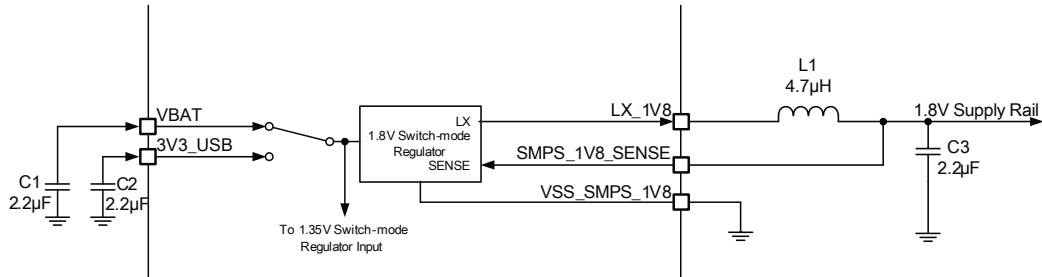 L1
4.7µH
VBAT
LX_1V8
1.8V Supply Rail
LX
1.8V Switch-mode
Regulator
SENSE
3V3_USB
SMPS_1V8_SENSE
C3
2.2µF
C1
2.2µF
C2
2.2µF
VSS_SMPS_1V8
To 1.35V Switch-mode
Regulator Input